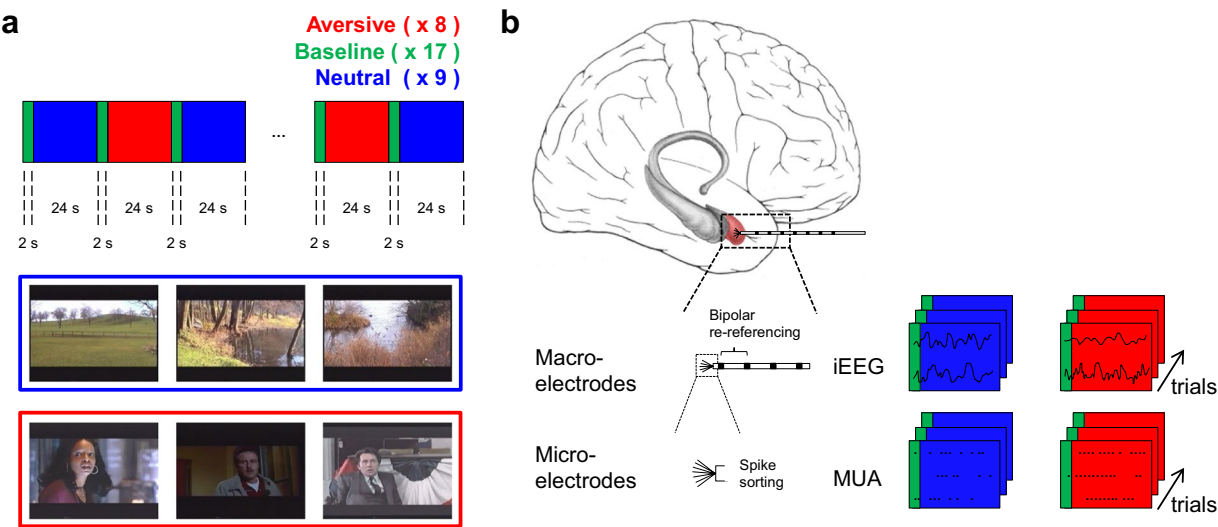 a
Aversive ( x 8 )
Baseline ( x 17 )
Neutral ( x 9 )
...
24 s 24 s 24 s 24 s 24 s
2 s 2 s 2 s 2 s 2 s
b
Bipolar
re-referencing
Macro-
electrodes
iEEG
trials
Micro-
electrodes
Spike
sorting
MUA
trials